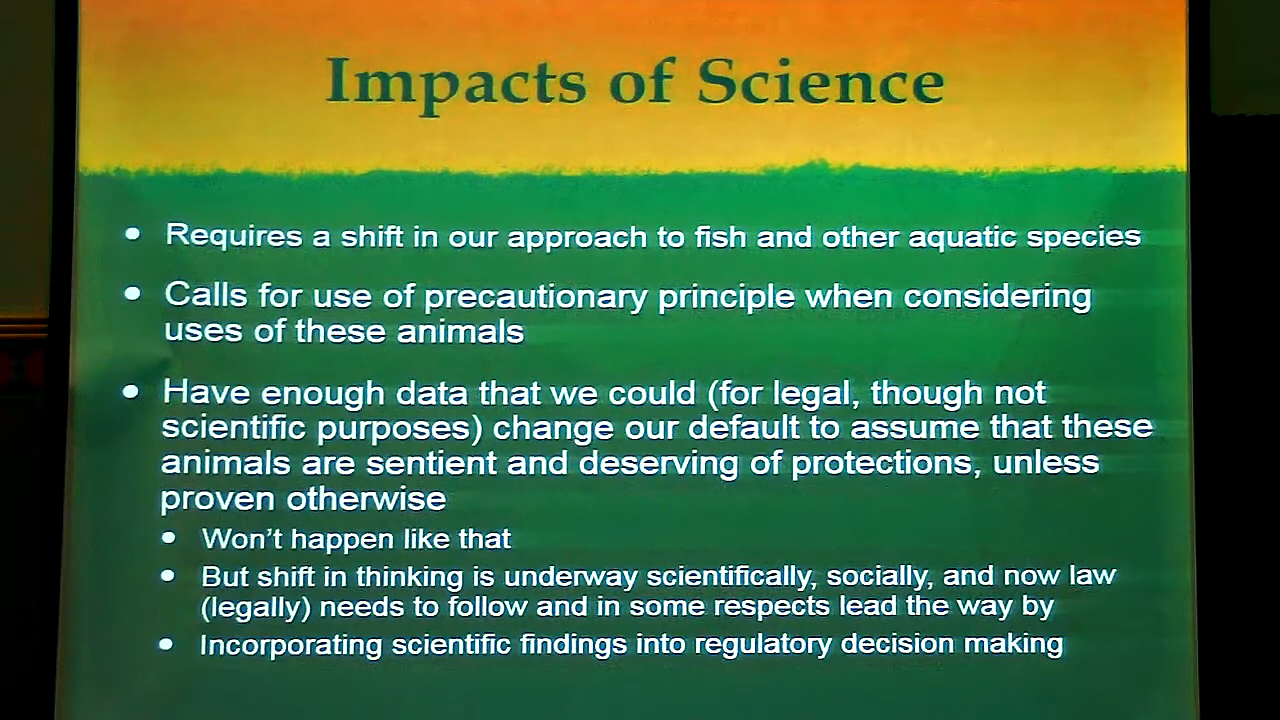 Impacts of Science
• Requires a shift in our approach to fish and other aquatic species
• Calls for use of precautionary principle when considering
uses of these animals
• Have enough data that we could (for legal, though not
scientific purposes) change our default to assume that these
animals are sentient and deserving of protections, unless
proven otherwise
• Won't happen like that
• But shift in thinking is underway scientifically, socially, and now law
(legally) needs to follow and in some respects lead the way by
• Incorporating scientific findings into regulatory decision making